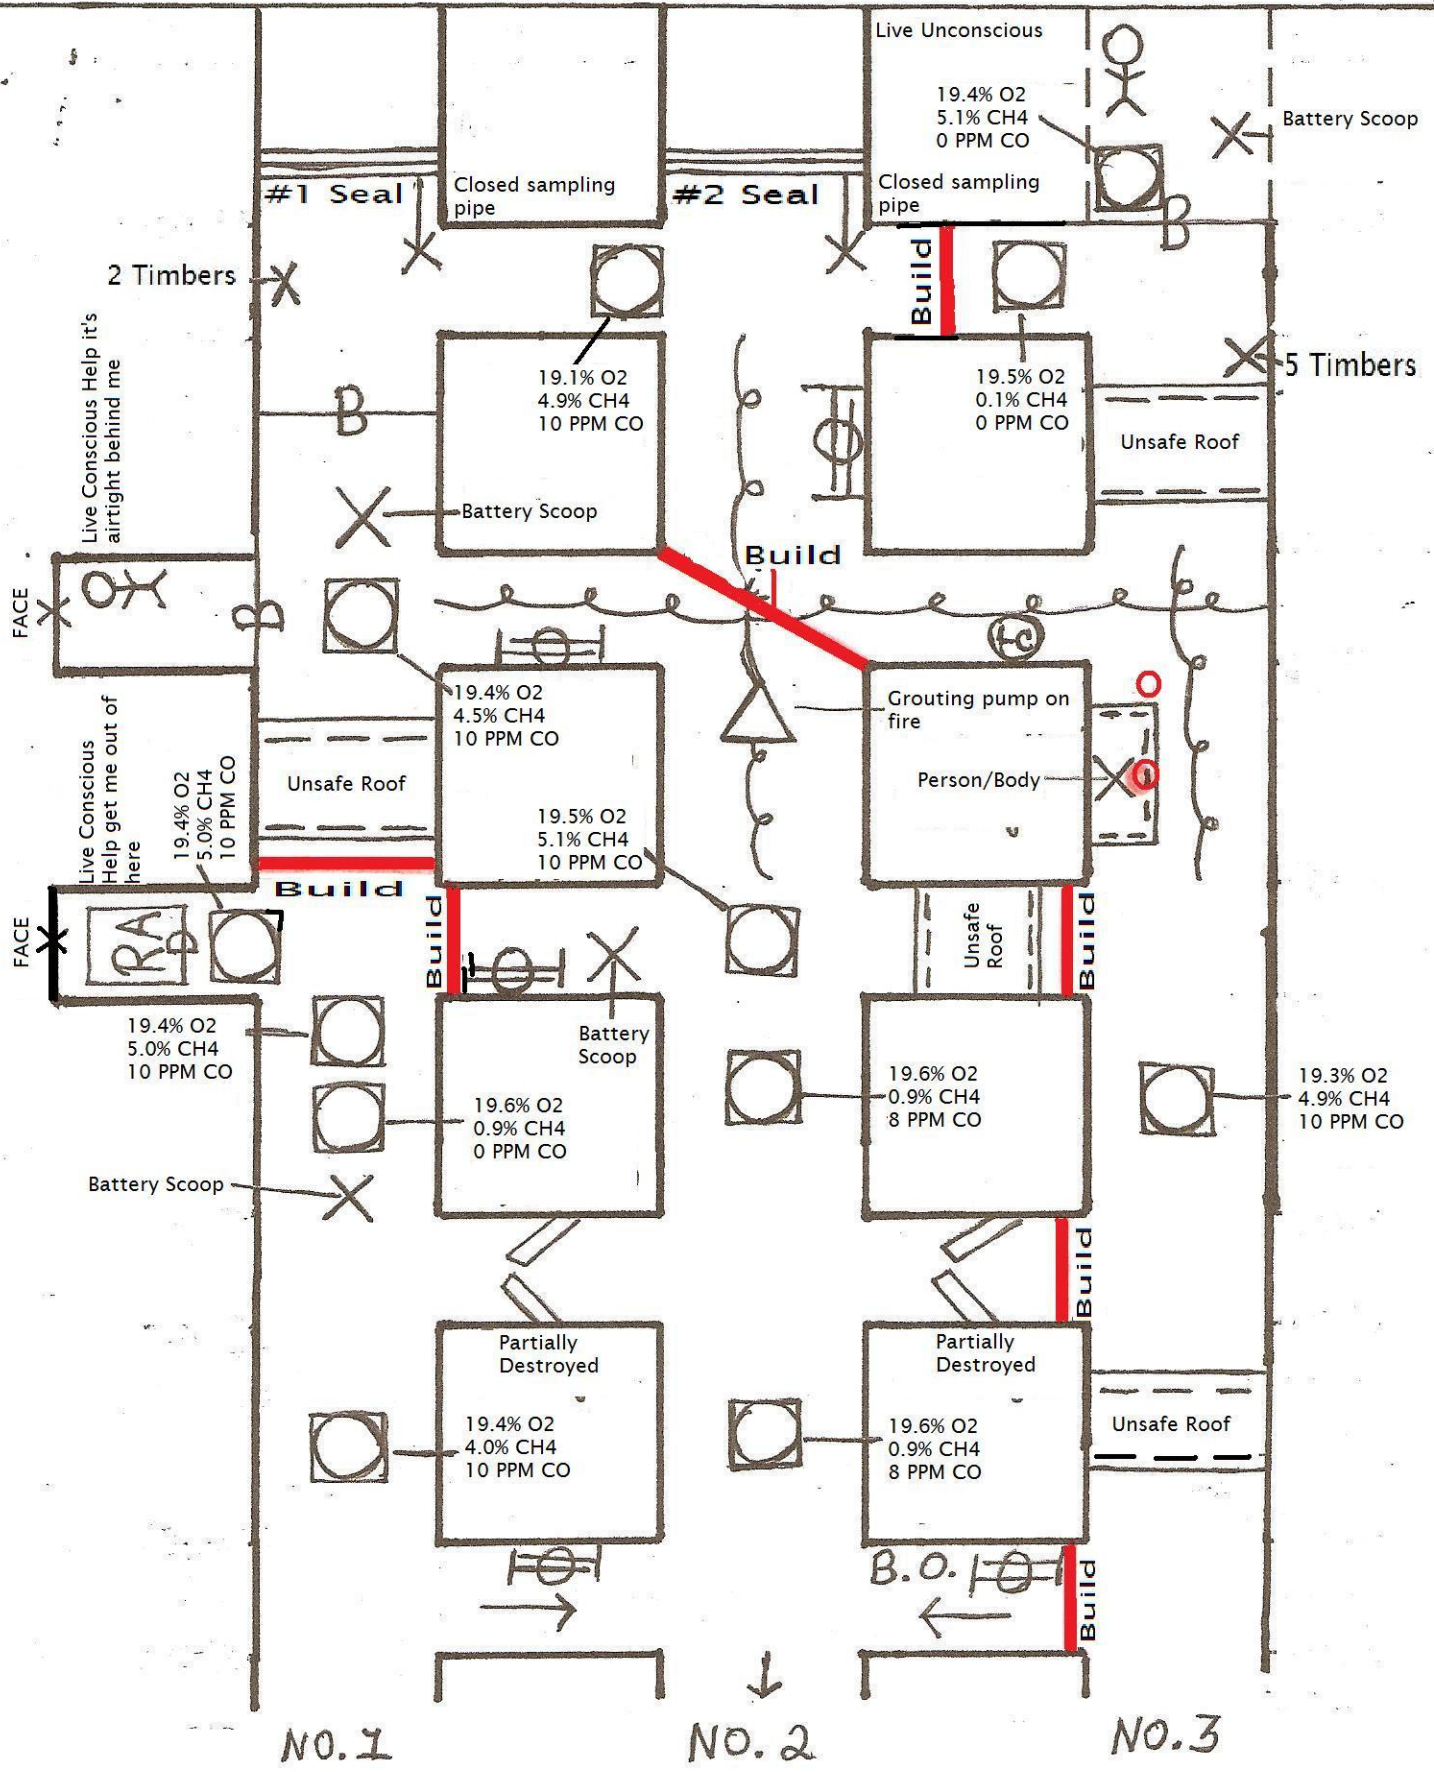 Live Unconscious
19.4% O2
5.1% CH4
0 PPM CO
Battery Scoop
#1 Seal
Closed sampling
pipe
#2 Seal
Closed sampling
pipe
B
Build
2 Timbers
19.1% O2
4.9% CH4
10 PPM CO
19.5% O2
0.1% CH4
0 PPM CO
5 Timbers
Live Conscious Help it's
airtight behind me
B
Unsafe Roof
Battery Scoop
Build
FACE
B
FC
19.4% O2
4.5% CH4
10 PPM CO
Grouting pump on
fire
Live Conscious
Help get me out of
here
19.4% O2
5.0% CH4
10 PPM CO
Unsafe Roof
Person/Body
19.5% O2
5.1% CH4
10 PPM CO
Build
FACE
RA
D
Build
Unsafe
Roof
Build
19.4% O2
5.0% CH4
10 PPM CO
Battery
Scoop
19.6% O2
0.9% CH4
0 PPM CO
19.6% O2
0.9% CH4
8 PPM CO
19.3% O2
4.9% CH4
10 PPM CO
Battery Scoop
Build
Partially
Destroyed
Partially
Destroyed
19.4% O2
4.0% CH4
10 PPM CO
19.6% O2
0.9% CH4
8 PPM CO
Unsafe Roof
B.O.
Build
NO.1
NO.2
NO.3